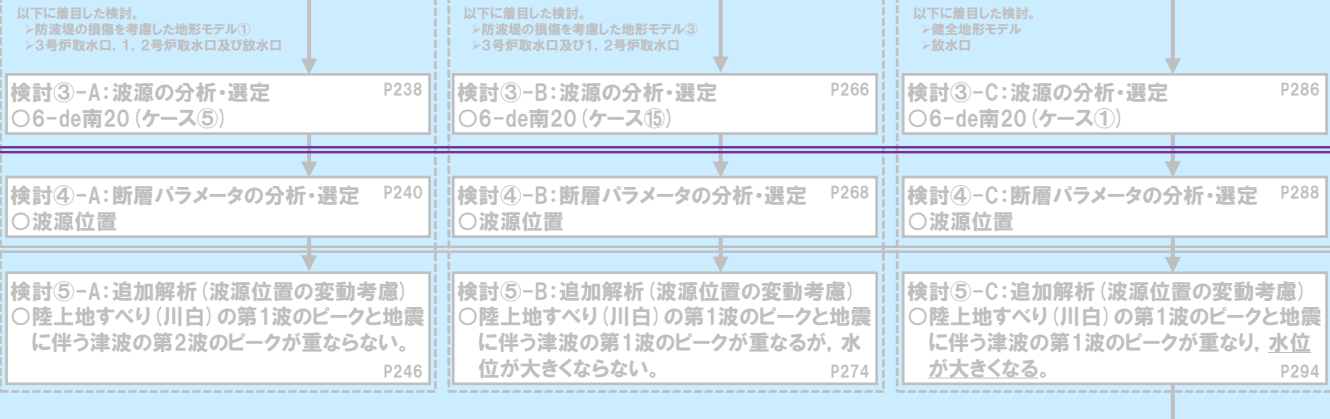 以下に着目した検討。
➢防波堤の損傷を考慮した地形モデル①
➢3号炉取水口，1，2号炉取水口及び放水口
検討③-A：波源の分析・選定 P238
○6-de南20（ケース⑤）
検討④-A：断層パラメータの分析・選定 P240
○波源位置
検討⑤-A：追加解析（波源位置の変動考慮）
○陸上地すべり（川白）の第1波のピークと地震
に伴う津波の第2波のピークが重ならない。
P246
以下に着目した検討。
➢防波堤の損傷を考慮した地形モデル③
➢3号炉取水口及び1，2号炉取水口
検討③-B：波源の分析・選定 P266
○6-de南20（ケース⑮）
検討④-B：断層パラメータの分析・選定 P268
○波源位置
検討⑤-B：追加解析（波源位置の変動考慮）
○陸上地すべり（川白）の第1波のピークと地震
に伴う津波の第1波のピークが重なるが，水
位が大きくならない。 P274
以下に着目した検討。
➢健全地形モデル
➢放水口
検討③-C：波源の分析・選定 P286
○6-de南20（ケース①）
検討④-C：断層パラメータの分析・選定 P288
○波源位置
検討⑤-C：追加解析（波源位置の変動考慮）
○陸上地すべり（川白）の第1波のピークと地震
に伴う津波の第1波のピークが重なり，水位
が大きくなる。 P294